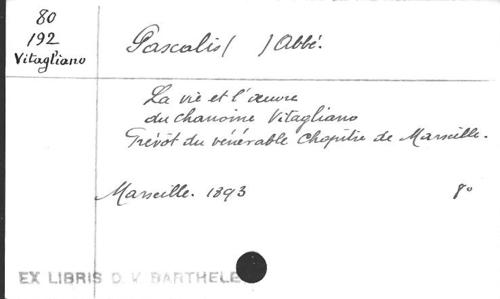 80
192
Vitagliano
Pascalis ( ) Abbé.
La vie et l'œuvre
du chanoine Vitagliano
Prévôt du vénérable Chapitre de Marseille.
Marseille. 1893 8º
EX LIBRIS D. V. BARTHELE